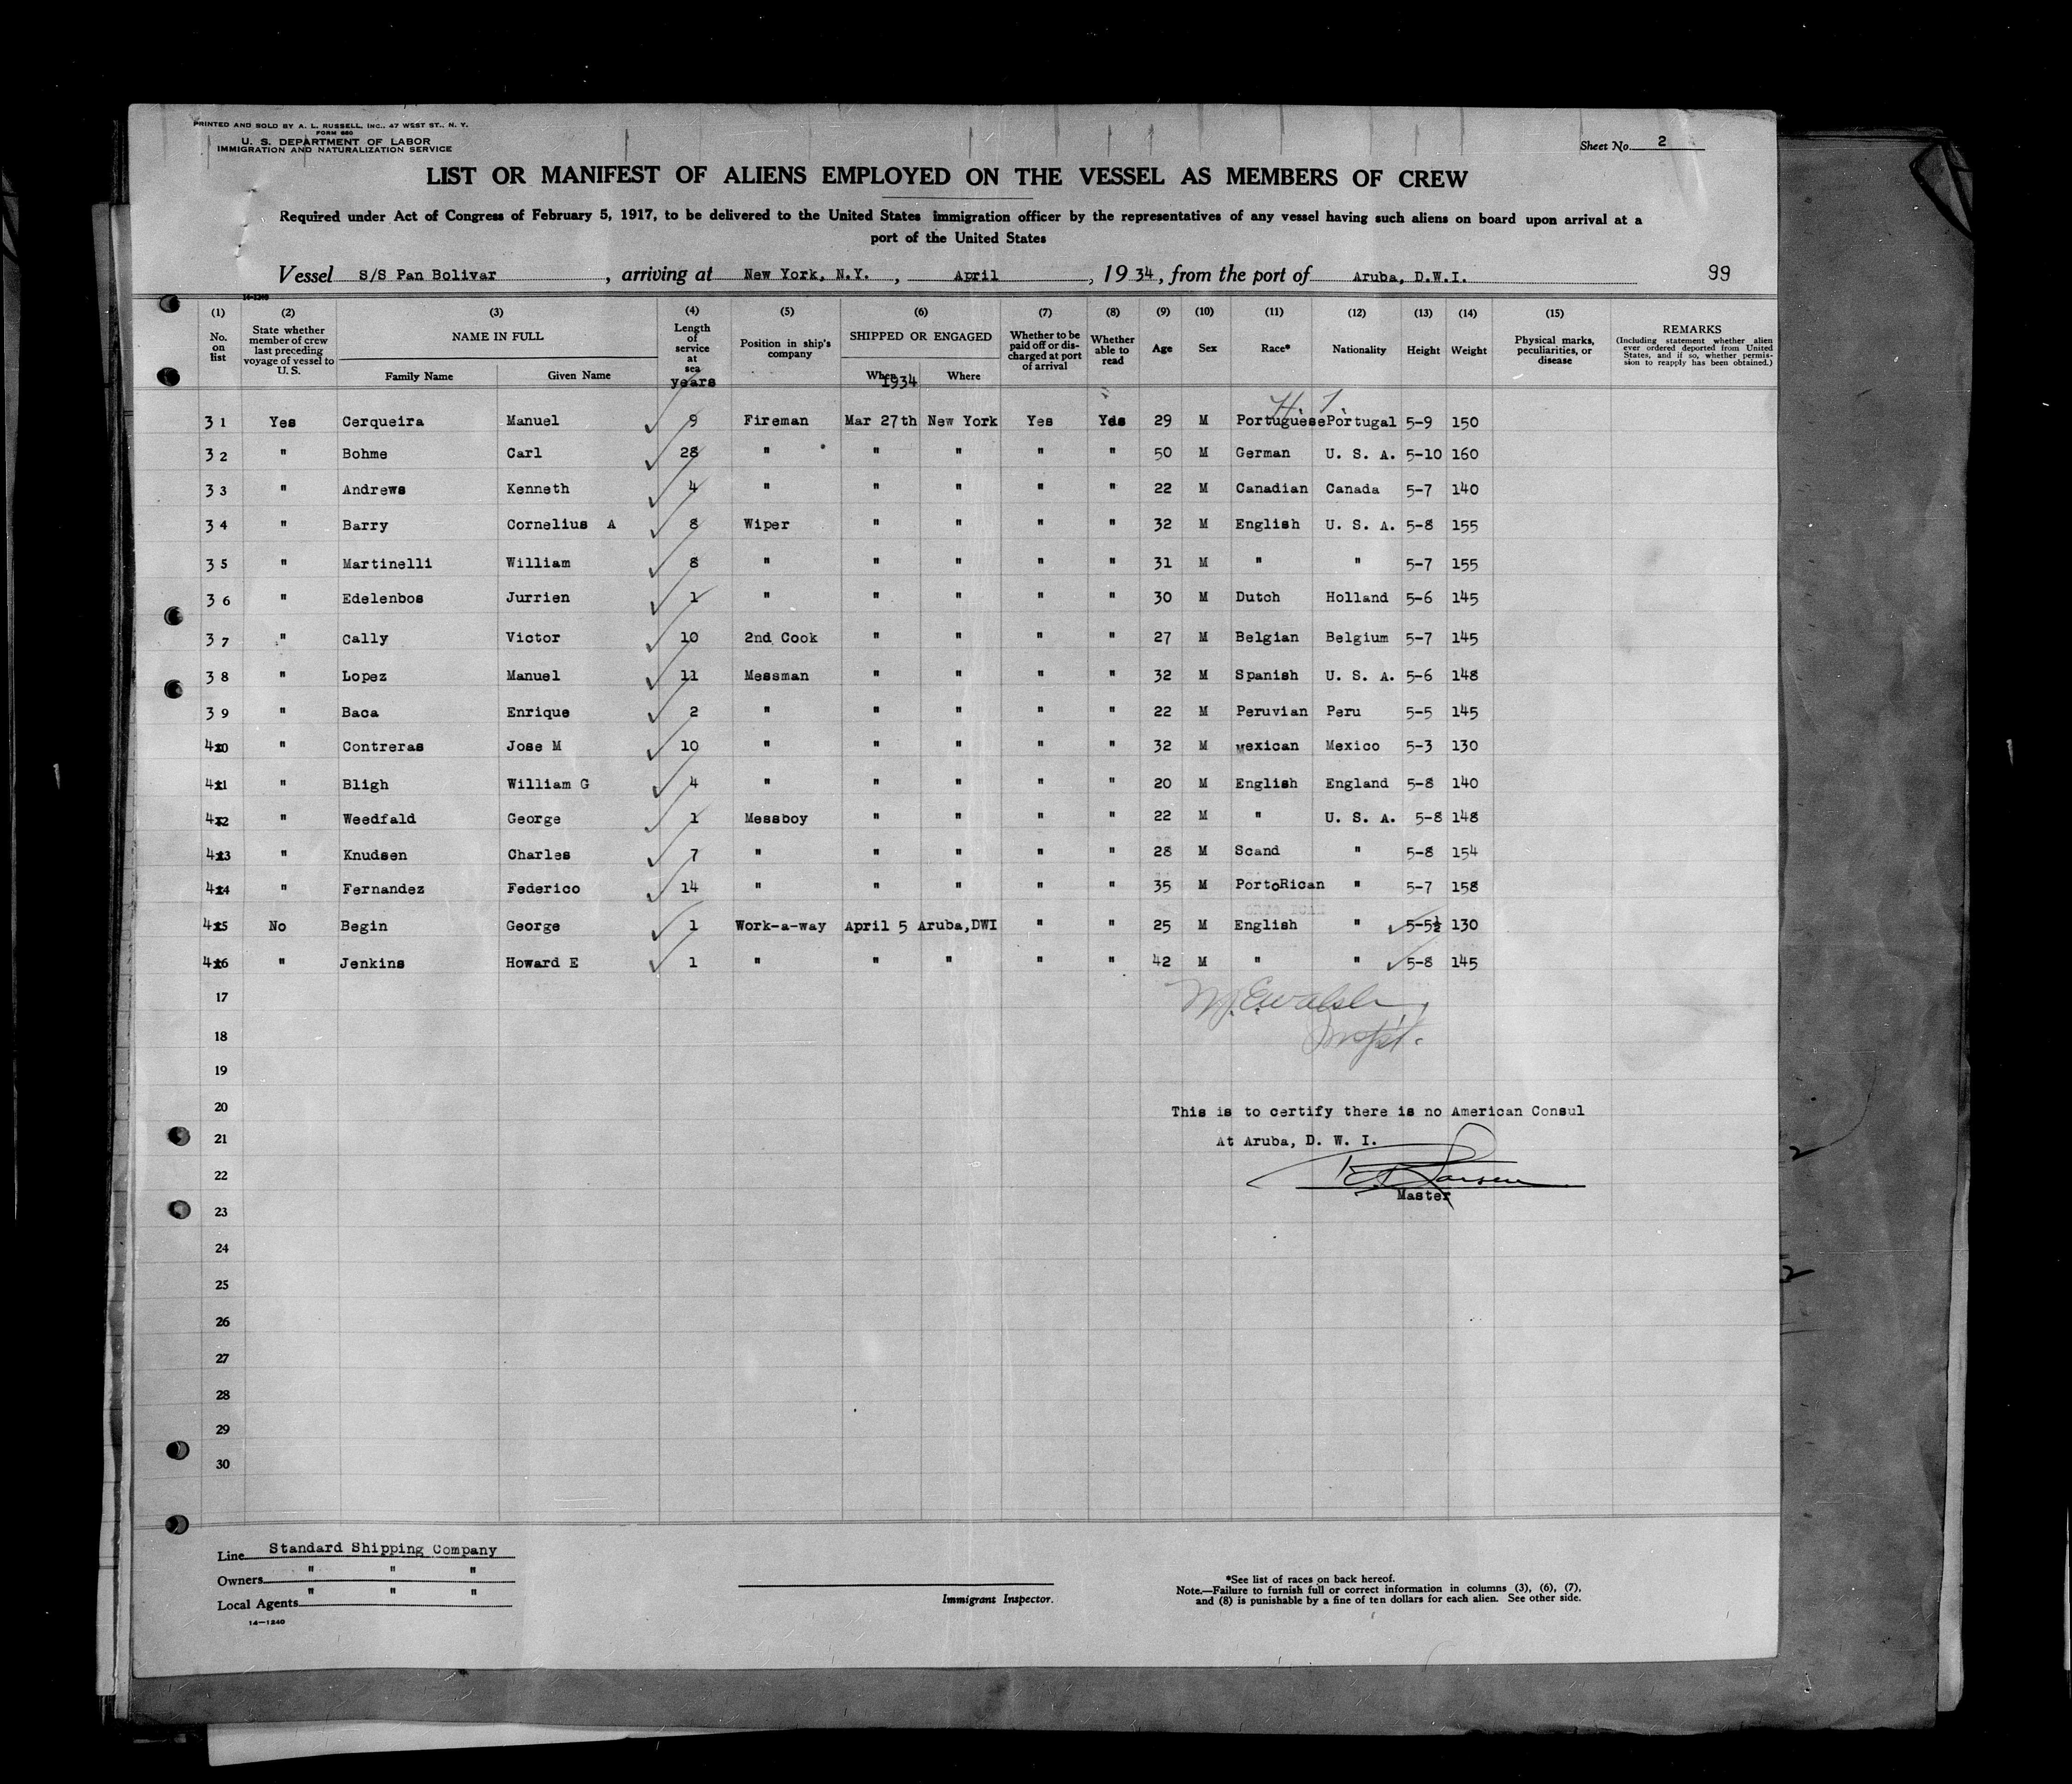 PRINTED AND SOLD BY A. L. RUSSELL, INC., 47 WEST ST., N. Y.
FORM 680
U. S. DEPARTMENT OF LABOR
IMMIGRATION AND NATURALIZATION SERVICE
Sheet No. 2
LIST OR MANIFEST OF ALIENS EMPLOYED ON THE VESSEL AS MEMBERS OF CREW
Required under Act of Congress of February 5, 1917, to be delivered to the United States immigration officer by the representatives of any vessel having such aliens on board upon arrival at a
port of the United States
Vessel S/S Pan Bolivar, arriving at New York, N.Y., April, 1934, from the port of Aruba, D.W.I. 99
14-1240
(1) (2) (3) (4) (5) (6) (7) (8) (9) (10) (11) (12) (13) (14) (15)
No. on list State whether member of crew last preceding voyage of vessel to U. S. NAME IN FULL Family Name Given Name Length of service at sea years Position in ship's company SHIPPED OR ENGAGED When 1934 Where Whether to be paid off or discharged at port of arrival Whether able to read Age Sex Race* Nationality Height Weight Physical marks, peculiarities, or disease REMARKS (Including statement whether alien ever ordered deported from United States, and if so, whether permission to reapply has been obtained.)
31 Yes Cerqueira Manuel 9 Fireman Mar 27th New York Yes Yes 29 M Portuguese Portugal 5-9 150
32 " Bohme Carl 28 " " " " " 50 M German U. S. A. 5-10 160
33 " Andrews Kenneth 4 " " " " " 22 M Canadian Canada 5-7 140
34 " Barry Cornelius A 8 Wiper " " " " 32 M English U. S. A. 5-8 155
35 " Martinelli William 8 " " " " " 31 M " " 5-7 155
36 " Edelenbos Jurrien 1 " " " " " 30 M Dutch Holland 5-6 145
37 " Cally Victor 10 2nd Cook " " " " 27 M Belgian Belgium 5-7 145
38 " Lopez Manuel 11 Messman " " " " 32 M Spanish U. S. A. 5-6 148
39 " Baca Enrique 2 " " " " " 22 M Peruvian Peru 5-5 145
40 " Contreras Jose M 10 " " " " " 32 M Mexican Mexico 5-3 130
41 " Bligh William G 4 " " " " " 20 M English England 5-8 140
42 " Weedfald George 1 Messboy " " " " 22 M " U. S. A. 5-8 148
43 " Knudsen Charles 7 " " " " " 28 M Scand " 5-8 154
44 " Fernandez Federico 14 " " " " " 35 M PortoRican " 5-7 158
45 No Begin George 1 Work-a-way April 5 Aruba,DWI " " 25 M English " 5-5½ 130
46 " Jenkins Howard E 1 " " " " " 42 M " " 5-8 145
17
M.E. Walsh
18
Insp't.
19
20
This is to certify there is no American Consul
21
At Aruba, D. W. I.
22
Master
23
24
25
26
27
28
29
30
Line Standard Shipping Company
Owners " " "
Local Agents " " "
14-1240
Immigrant Inspector.
*See list of races on back hereof.
Note.—Failure to furnish full or correct information in columns (3), (6), (7),
and (8) is punishable by a fine of ten dollars for each alien. See other side.